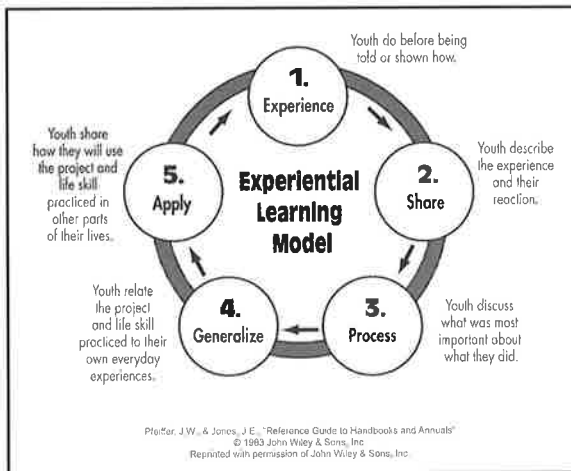 Youth do before being
told or shown how.
1.
Experience
Youth describe
the experience
and their
reaction.
2.
Share
Youth discuss
what was most
important about
what they did.
3.
Process
Youth relate
the project
and life skill
practiced to their
own everyday
experiences.
4.
Generalize
Youth share
how they will use
the project and
life skill
practiced in
other parts
of their lives.
5.
Apply
Experiential
Learning
Model
Pfeiffer, J.W., & Jones, J.E., "Reference Guide to Handbooks and Annuals"
© 1983 John Wiley & Sons, Inc
Reprinted with permission of John Wiley & Sons, Inc.